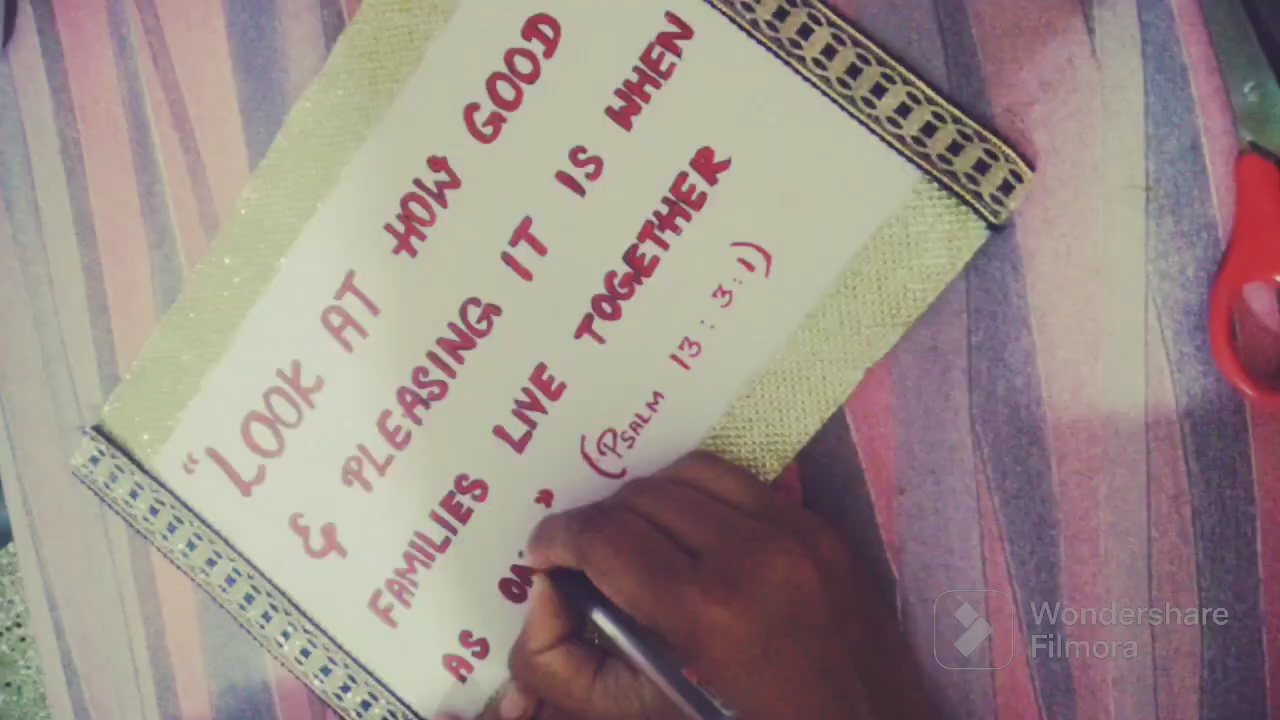 “LOOK AT HOW GOOD
& PLEASING IT IS WHEN
FAMILIES LIVE TOGETHER
AS ”
(PSALM 13:3:1)
Wondershare
Filmora